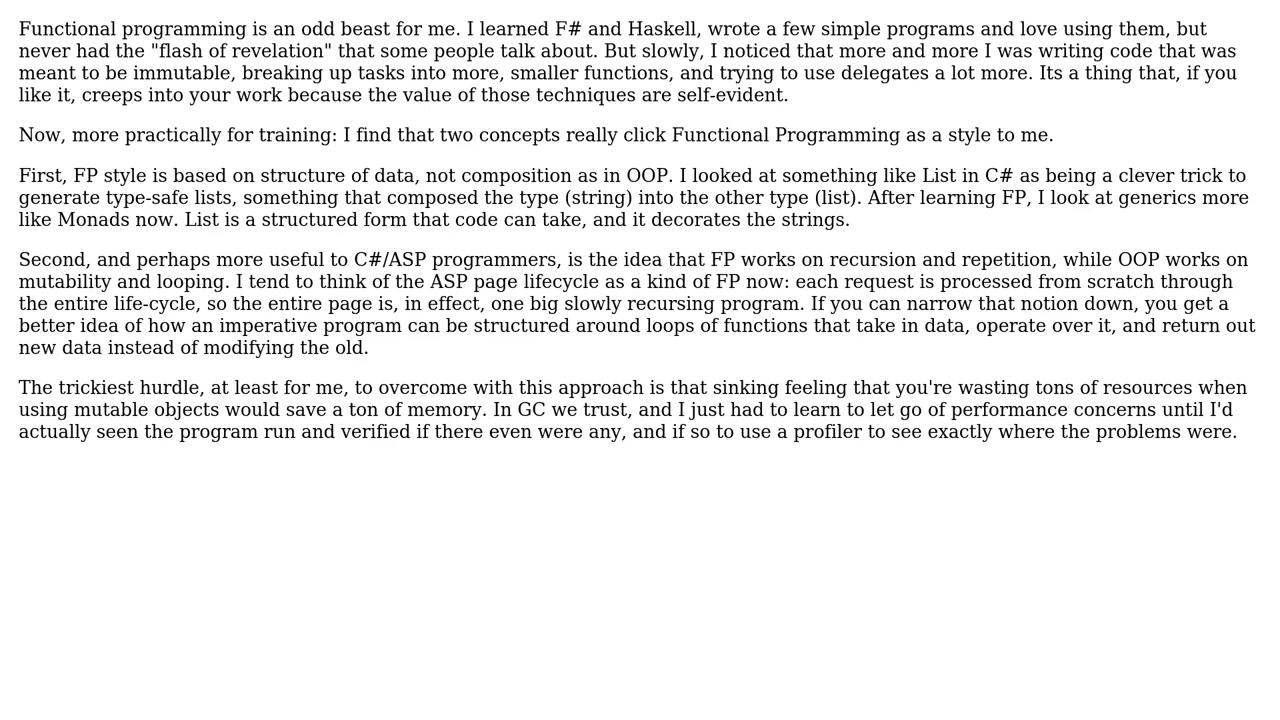 Functional programming is an odd beast for me. I learned F# and Haskell, wrote a few simple programs and love using them, but
never had the "flash of revelation" that some people talk about. But slowly, I noticed that more and more I was writing code that was
meant to be immutable, breaking up tasks into more, smaller functions, and trying to use delegates a lot more. Its a thing that, if you
like it, creeps into your work because the value of those techniques are self-evident.
Now, more practically for training: I find that two concepts really click Functional Programming as a style to me.
First, FP style is based on structure of data, not composition as in OOP. I looked at something like List in C# as being a clever trick to
generate type-safe lists, something that composed the type (string) into the other type (list). After learning FP, I look at generics more
like Monads now. List is a structured form that code can take, and it decorates the strings.
Second, and perhaps more useful to C#/ASP programmers, is the idea that FP works on recursion and repetition, while OOP works on
mutability and looping. I tend to think of the ASP page lifecycle as a kind of FP now: each request is processed from scratch through
the entire life-cycle, so the entire page is, in effect, one big slowly recursing program. If you can narrow that notion down, you get a
better idea of how an imperative program can be structured around loops of functions that take in data, operate over it, and return out
new data instead of modifying the old.
The trickiest hurdle, at least for me, to overcome with this approach is that sinking feeling that you're wasting tons of resources when
using mutable objects would save a ton of memory. In GC we trust, and I just had to learn to let go of performance concerns until I'd
actually seen the program run and verified if there even were any, and if so to use a profiler to see exactly where the problems were.